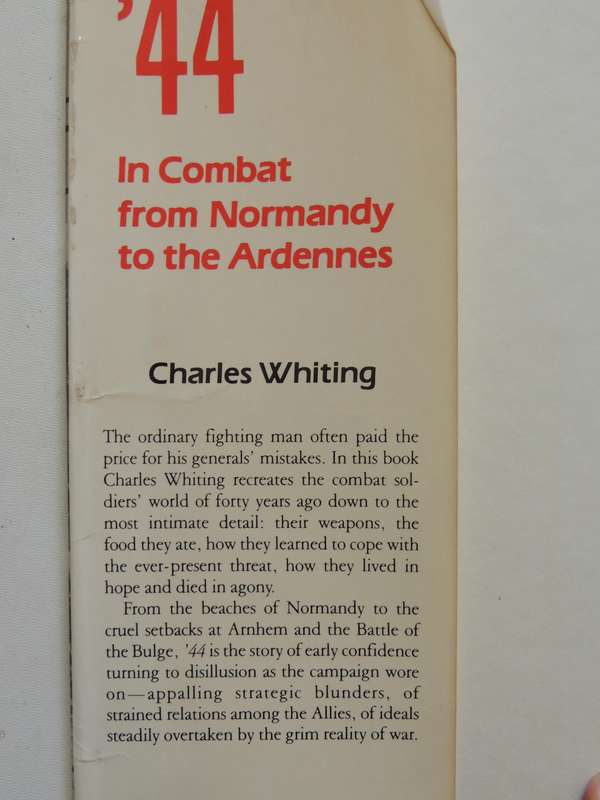 '44
In Combat
from Normandy
to the Ardennes
Charles Whiting
The ordinary fighting man often paid the
price for his generals' mistakes. In this book
Charles Whiting recreates the combat sol-
diers' world of forty years ago down to the
most intimate detail: their weapons, the
food they ate, how they learned to cope with
the ever-present threat, how they lived in
hope and died in agony.
From the beaches of Normandy to the
cruel setbacks at Arnhem and the Battle of
the Bulge, '44 is the story of early confidence
turning to disillusion as the campaign wore
on—appalling strategic blunders, of
strained relations among the Allies, of ideals
steadily overtaken by the grim reality of war.